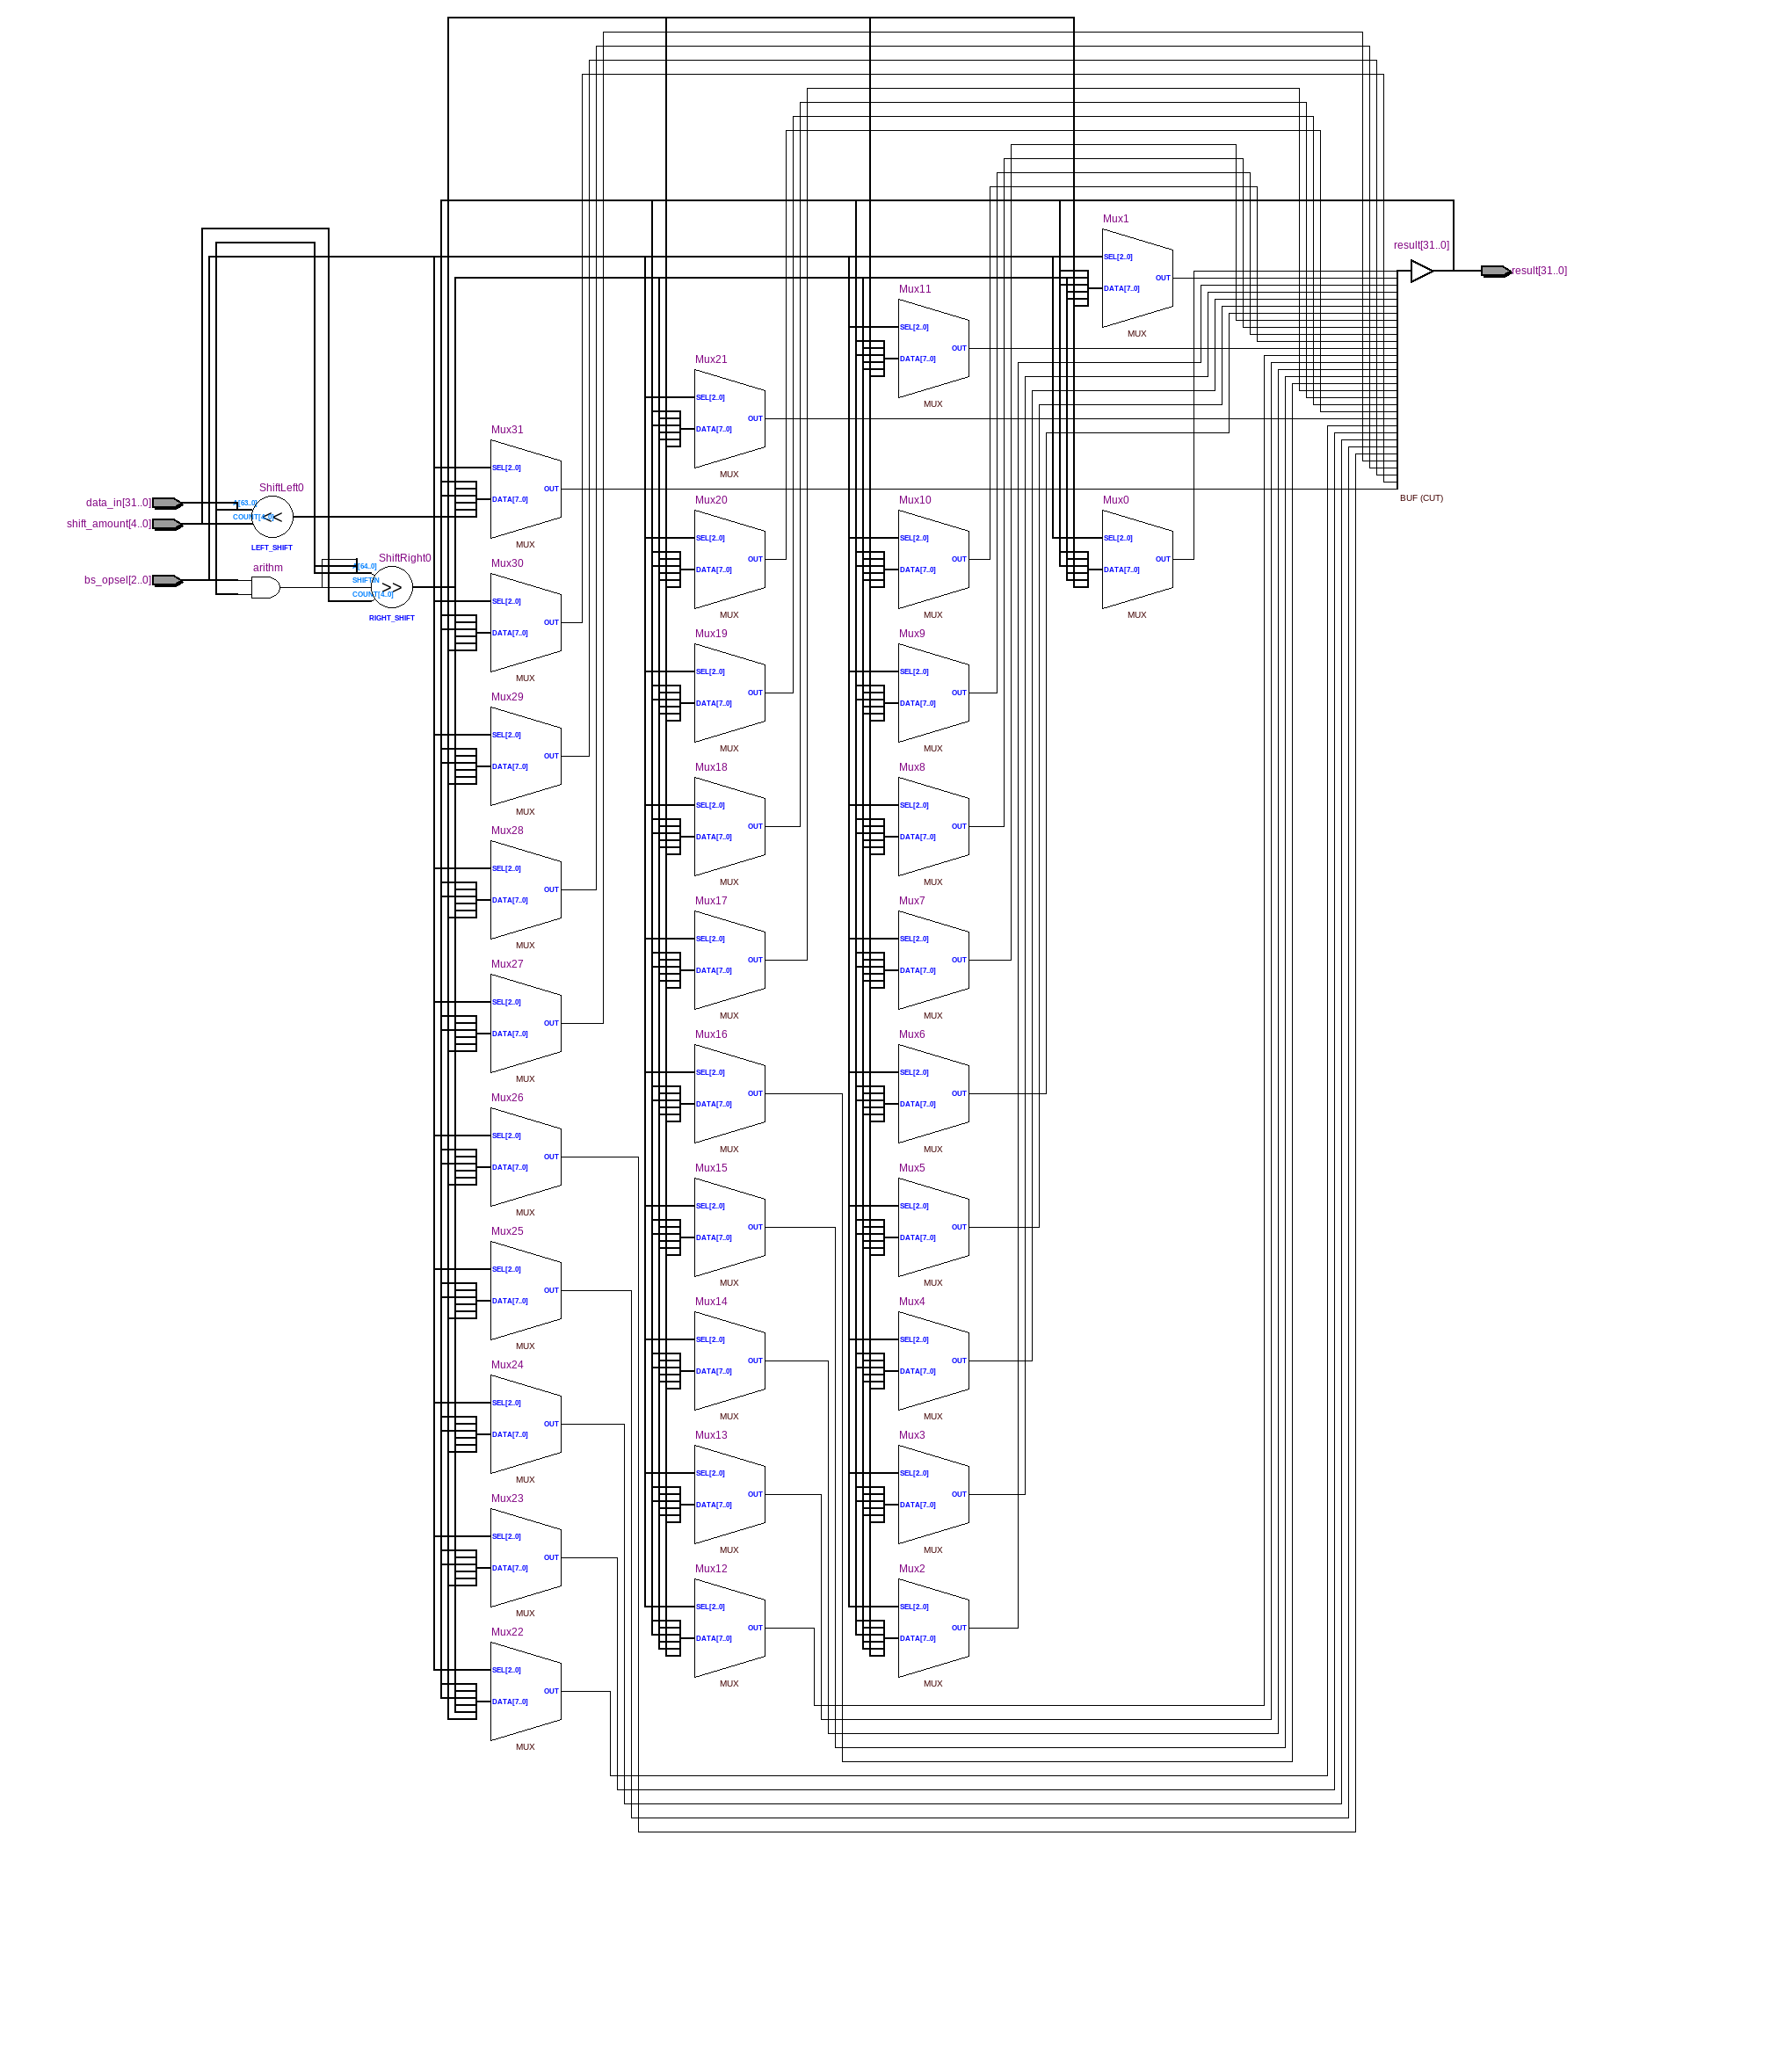 data_in[31..0]
shift_amount[4..0]
bs_opsel[2..0]
ShiftLeft0
<<
LEFT_SHIFT
arithm
ShiftRight0
SHIFTIN
COUNT[4..0]
>>
RIGHT_SHIFT
Mux31
SEL[2..0]
OUT
DATA[7..0]
MUX
Mux30
SEL[2..0]
OUT
DATA[7..0]
MUX
Mux29
SEL[2..0]
OUT
DATA[7..0]
MUX
Mux28
SEL[2..0]
OUT
DATA[7..0]
MUX
Mux27
SEL[2..0]
OUT
DATA[7..0]
MUX
Mux26
SEL[2..0]
OUT
DATA[7..0]
MUX
Mux25
SEL[2..0]
OUT
DATA[7..0]
MUX
Mux24
SEL[2..0]
OUT
DATA[7..0]
MUX
Mux23
SEL[2..0]
OUT
DATA[7..0]
MUX
Mux22
SEL[2..0]
OUT
DATA[7..0]
MUX
Mux21
SEL[2..0]
OUT
DATA[7..0]
MUX
Mux20
SEL[2..0]
OUT
DATA[7..0]
MUX
Mux19
SEL[2..0]
OUT
DATA[7..0]
MUX
Mux18
SEL[2..0]
OUT
DATA[7..0]
MUX
Mux17
SEL[2..0]
OUT
DATA[7..0]
MUX
Mux16
SEL[2..0]
OUT
DATA[7..0]
MUX
Mux15
SEL[2..0]
OUT
DATA[7..0]
MUX
Mux14
SEL[2..0]
OUT
DATA[7..0]
MUX
Mux13
SEL[2..0]
OUT
DATA[7..0]
MUX
Mux12
SEL[2..0]
OUT
DATA[7..0]
MUX
Mux11
SEL[2..0]
OUT
DATA[7..0]
MUX
Mux10
SEL[2..0]
OUT
DATA[7..0]
MUX
Mux9
SEL[2..0]
OUT
DATA[7..0]
MUX
Mux8
SEL[2..0]
OUT
DATA[7..0]
MUX
Mux7
SEL[2..0]
OUT
DATA[7..0]
MUX
Mux6
SEL[2..0]
OUT
DATA[7..0]
MUX
Mux5
SEL[2..0]
OUT
DATA[7..0]
MUX
Mux4
SEL[2..0]
OUT
DATA[7..0]
MUX
Mux3
SEL[2..0]
OUT
DATA[7..0]
MUX
Mux2
SEL[2..0]
OUT
DATA[7..0]
MUX
Mux1
SEL[2..0]
OUT
DATA[7..0]
MUX
Mux0
SEL[2..0]
OUT
DATA[7..0]
MUX
result[31..0]
BUF (CUT)
result[31..0]